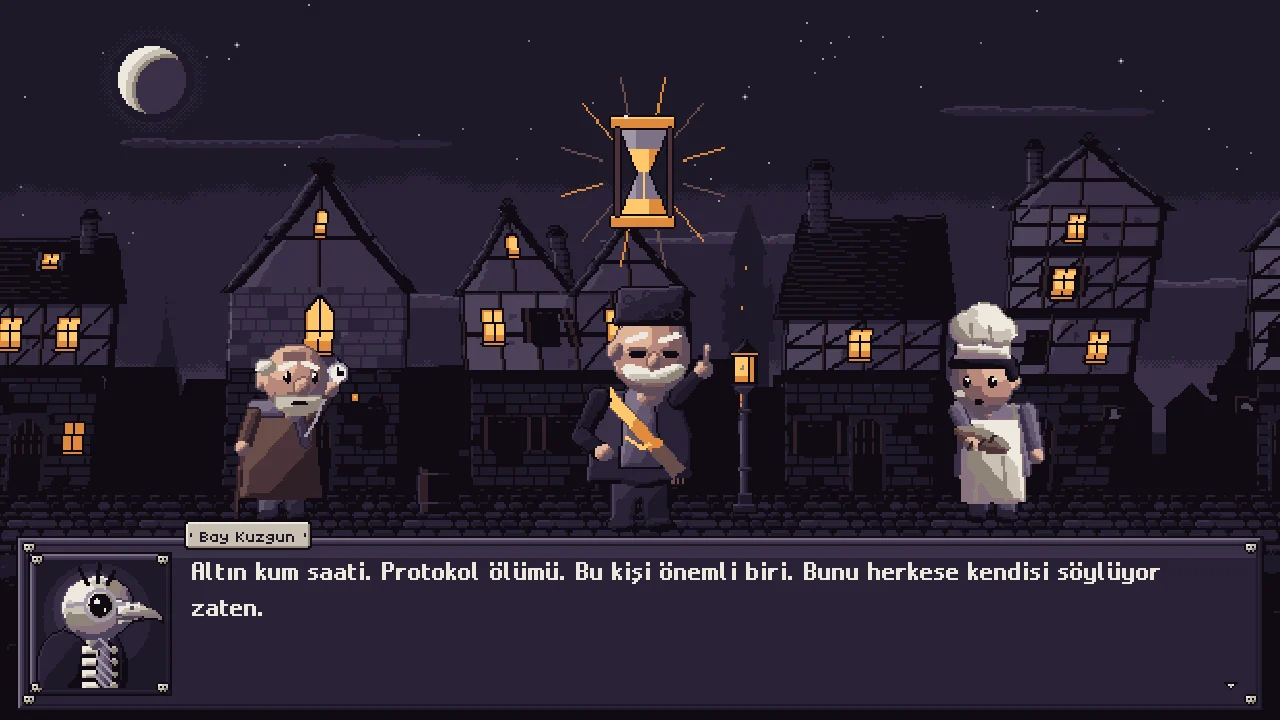 Bay Kuzgun
Altın kum saati. Protokol ölümü. Bu kişi önemli biri. Bunu herkese kendisi söylüyor
zaten.